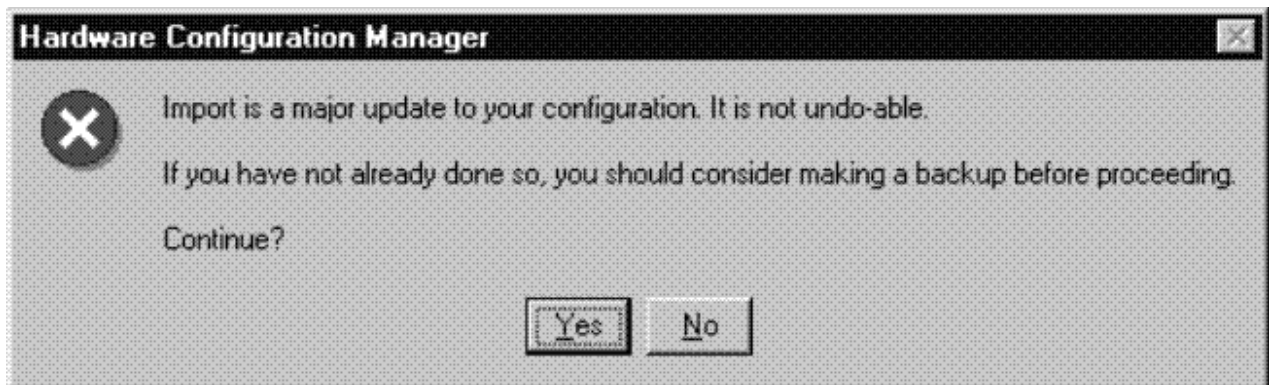 Hardware Configuration Manager
Import is a major update to your configuration. It is not undo-able.
If you have not already done so, you should consider making a backup before proceeding.
Continue?
Yes
No